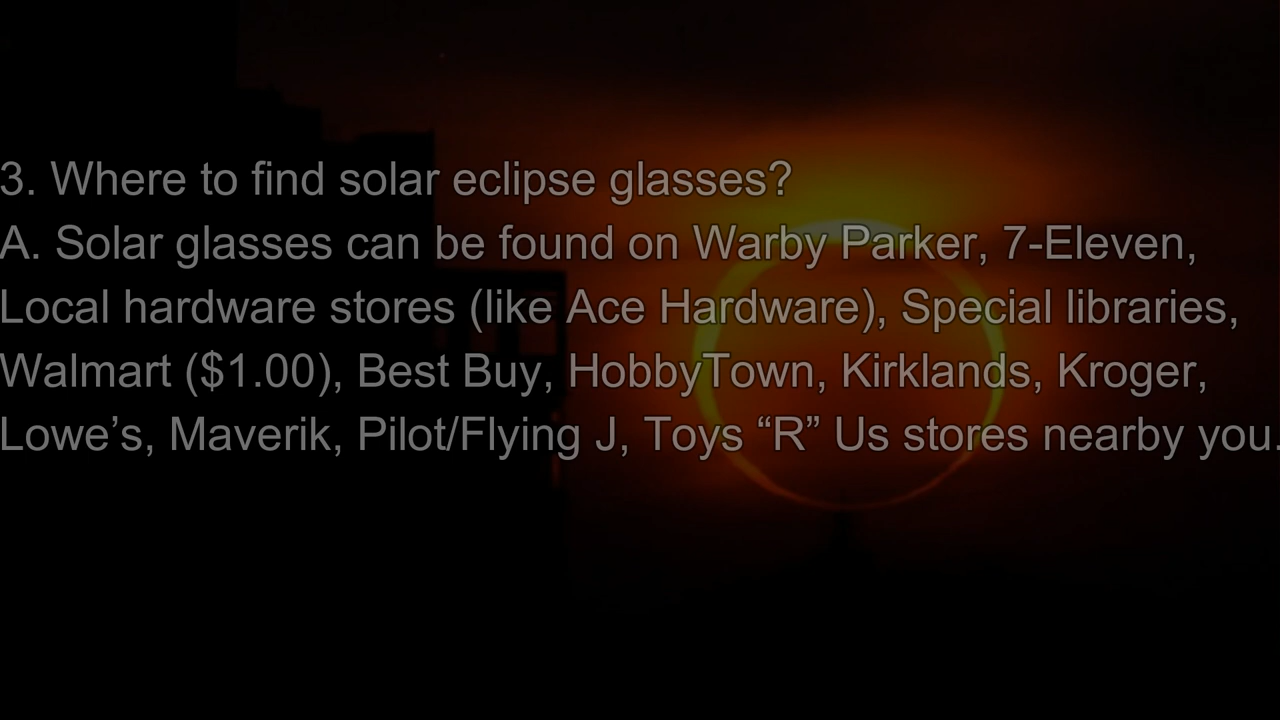 3. Where to find solar eclipse glasses?
A. Solar glasses can be found on Warby Parker, 7-Eleven,
Local hardware stores (like Ace Hardware), Special libraries,
Walmart ($1.00), Best Buy, HobbyTown, Kirklands, Kroger,
Lowe’s, Maverik, Pilot/Flying J, Toys “R” Us stores nearby you.